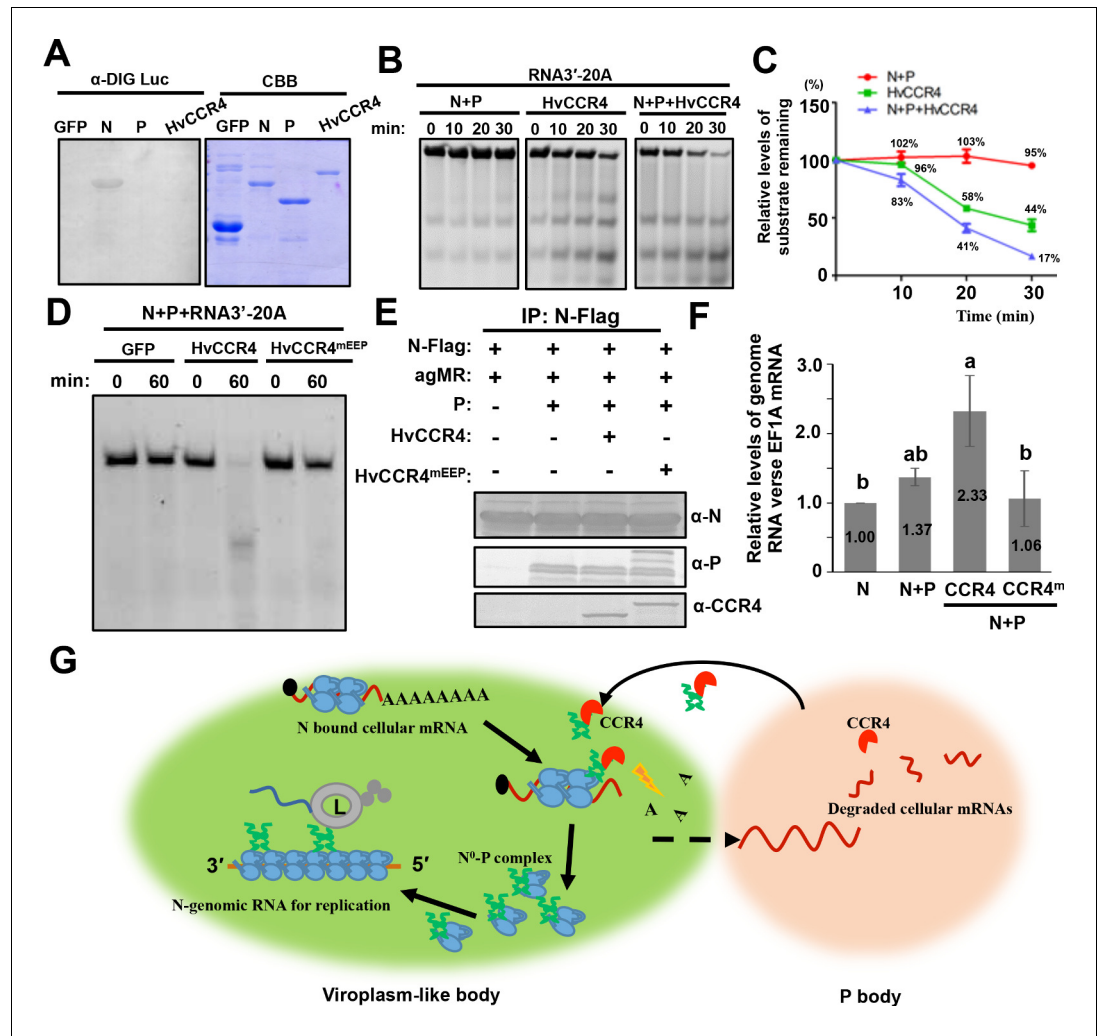 A
α-DIG Luc
CBB
GFP N P HvCCR4
GFP N P HvCCR4
B
RNA3′-20A
N+P HvCCR4 N+P+HvCCR4
min: 0 10 20 30 0 10 20 30 0 10 20 30
C
N+P
HvCCR4
N+P+HvCCR4
(%)
150
100
50
0
Relative levels of
substrate remaining
102%
103%
95%
96%
58%
44%
83%
41%
17%
10 20 30
Time (min)
D
N+P+RNA3’-20A
GFP HvCCR4 HvCCR4mEEP
min: 0 60 0 60 0 60
E
IP: N-Flag
N-Flag: + + + +
agMR: + + + +
P: - + + +
HvCCR4: - - + -
HvCCR4mEEP: - - - +
α-N
α-P
α-CCR4
F
Relative levels of genome
RNA verse EF1A mRNA
3.0
2.0
1.0
0
b
ab
a
b
1.00
1.37
2.33
1.06
N N+P CCR4 CCR4m
N+P
G
AAAAAAAA
N bound cellular mRNA
CCR4
CCR4
A
A
A
Degraded cellular mRNAs
L
3′ 5′
N0-P complex
N-genomic RNA for replication
Viroplasm-like body
P body